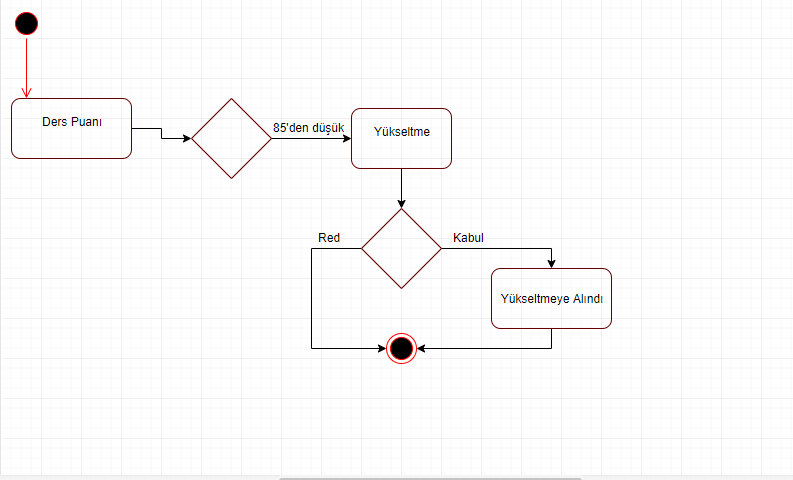 Ders Puanı
85'den düşük
Yükseltme
Red
Kabul
Yükseltmeye Alındı